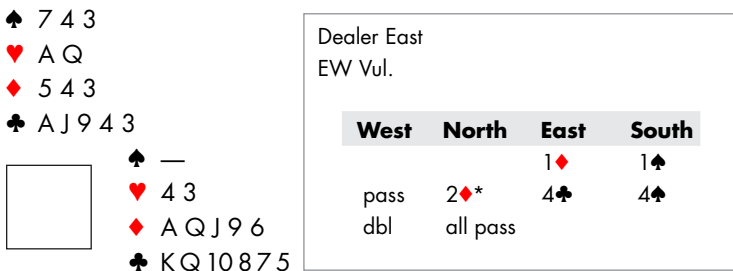 ♠ 7 4 3
♥ A Q
♦ 5 4 3
♣ A J 9 4 3
♠ —
♥ 4 3
♦ A Q J 9 6
♣ K Q 10 8 7 5
Dealer East
EW Vul.
West North East South
1♦ 1♠
pass 2♦* 4♣ 4♠
dbl all pass